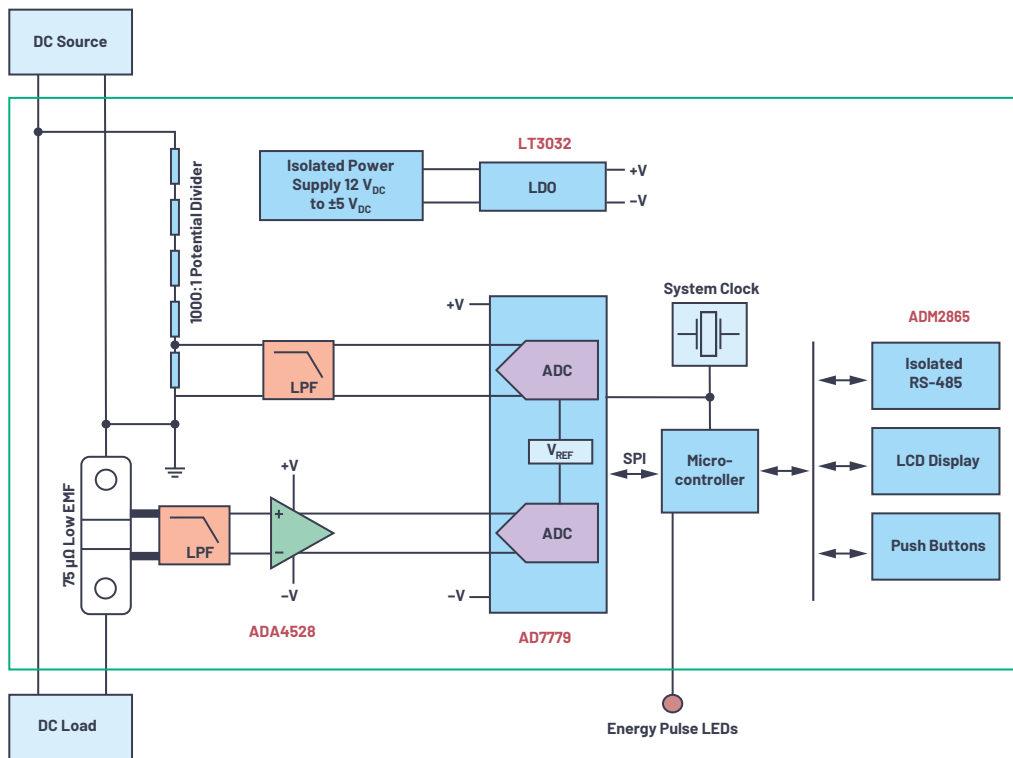 DC Source
LT3032
Isolated Power
Supply 12 VDC
to ±5 VDC
LDO
+V
–V
1000:1 Potential Divider
System Clock
+V
ADM2865
Isolated
RS-485
LPF
ADC
VREF
SPI
Micro-
controller
LCD Display
+V
75 μΩ Low EMF
LPF
+
–
ADC
Push Buttons
–V
–V
ADA4528
AD7779
DC Load
Energy Pulse LEDs